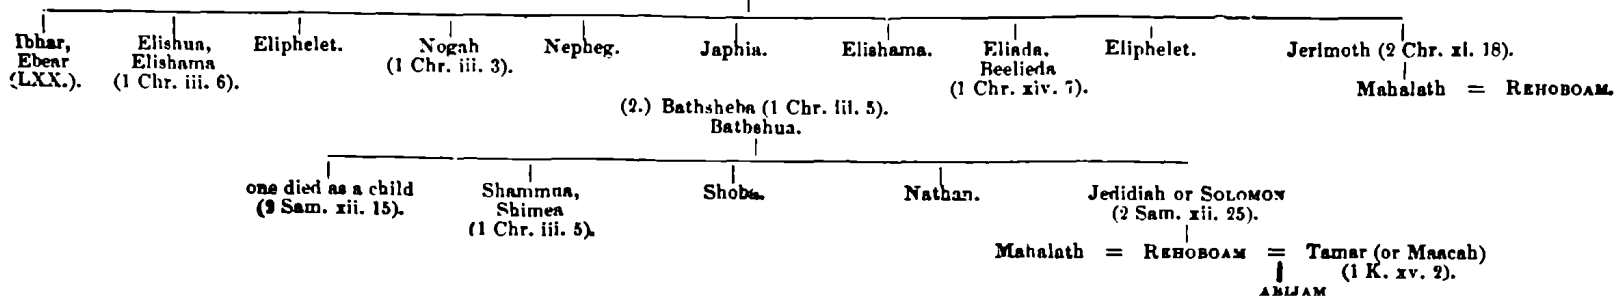 Ibhar, Elishua, Eliphelet. Nogah Nepheg. Japhia. Elishama. Eliada, Eliphelet. Jerimoth (2 Chr. xi. 18).
Ebear Elishama (1 Chr. iii. 3). Beelieda
(LXX.). (1 Chr. iii. 6). (1 Chr. xiv. 7). Mahalath = REHOBOAM.
(2.) Bathsheba (1 Chr. iii. 5).
Bathshua.
one died as a child Shammua, Shobab. Nathan. Jedidiah or SOLOMON
(2 Sam. xii. 15). Shimea (2 Sam. xii. 25).
(1 Chr. iii. 5).
Mahalath = REHOBOAM = Tamar (or Maacah)
(1 K. xv. 2).
ABIJAM